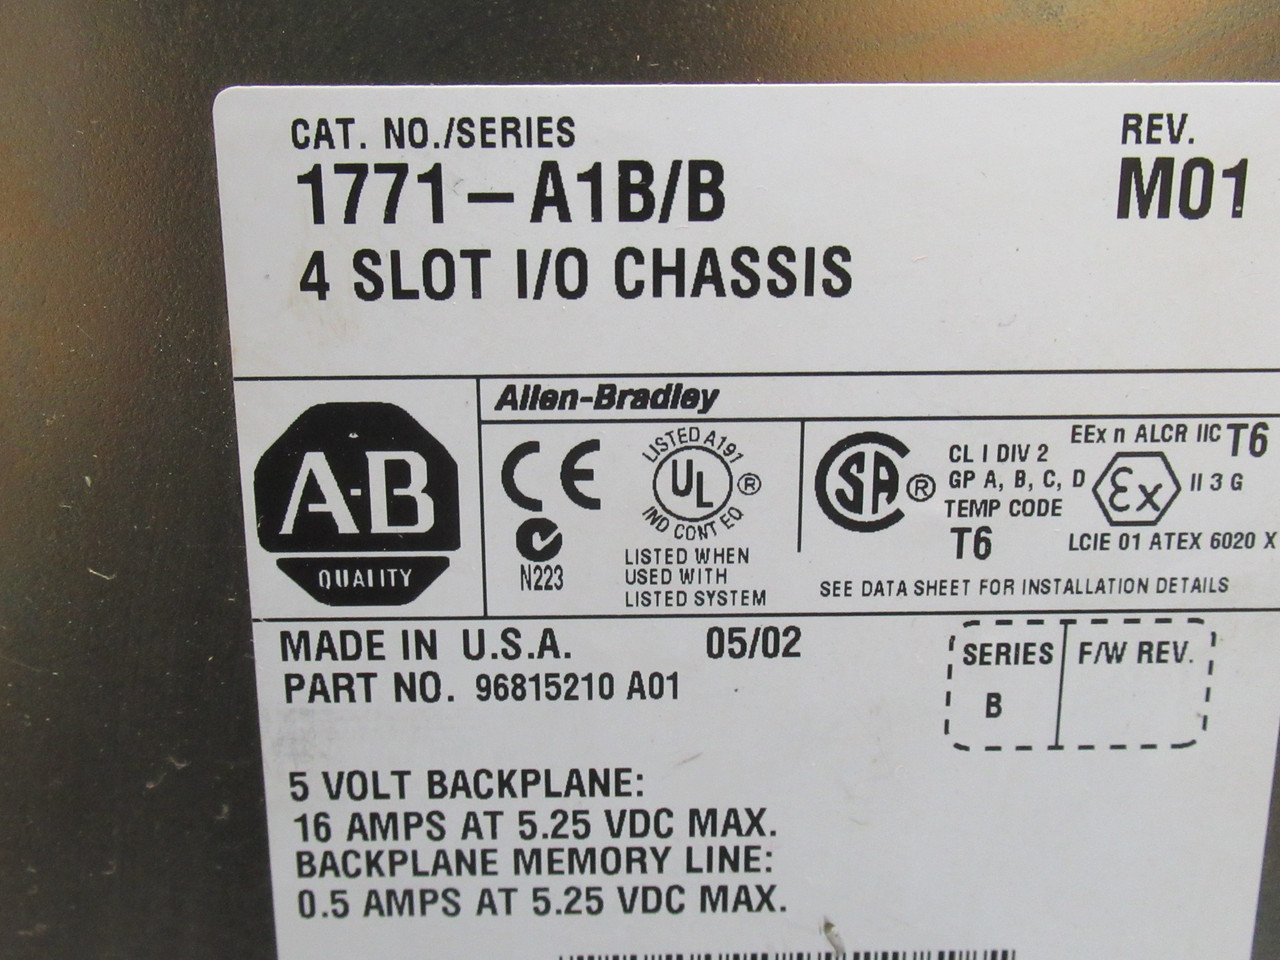 CAT. NO./SERIES
REV.
1771-A1B/B
M01
4 SLOT I/O CHASSIS
Allen-Bradley
A-B
QUALITY
CE
N223
LISTED A191
UL ®
IND CONT EQ
LISTED WHEN
USED WITH
LISTED SYSTEM
SA ®
CL I DIV 2
GP A, B, C, D
TEMP CODE
T6
EEx n ALCR IIC T6
Ex
II 3 G
LCIE 01 ATEX 6020 X
SEE DATA SHEET FOR INSTALLATION DETAILS
MADE IN U.S.A. 05/02
PART NO. 96815210 A01
SERIES
F/W REV.
B
5 VOLT BACKPLANE:
16 AMPS AT 5.25 VDC MAX.
BACKPLANE MEMORY LINE:
0.5 AMPS AT 5.25 VDC MAX.